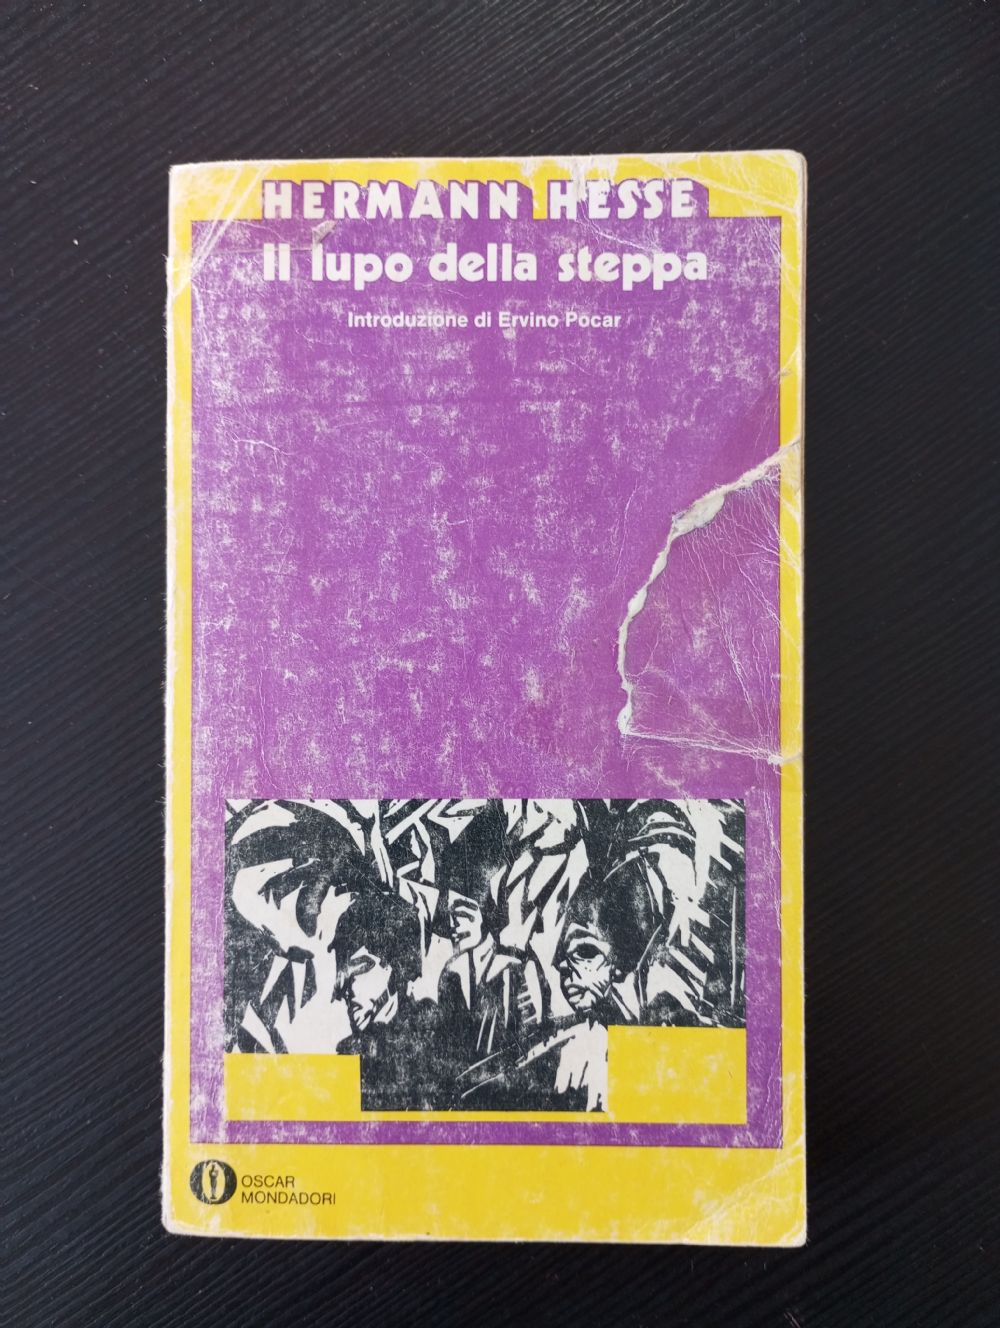 HERMANN HESSE
Il lupo della steppa
Introduzione di Ervino Pocar
OSCAR
MONDADORI